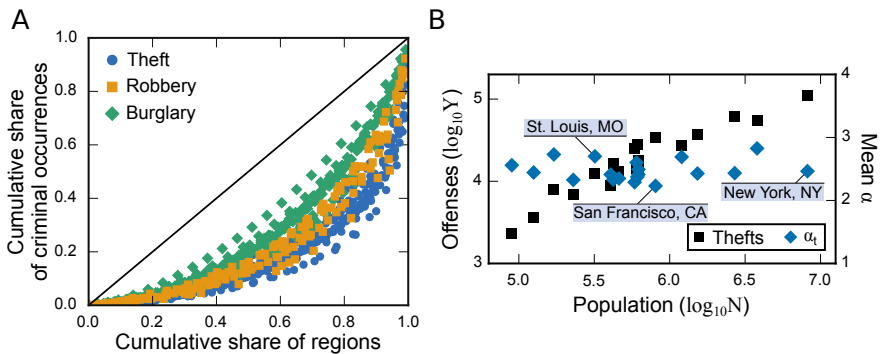 A
Cumulative share
of criminal occurrences
1.0
0.8
0.6
0.4
0.2
0.0
Theft
Robbery
Burglary
0.0 0.2 0.4 0.6 0.8 1.0
Cumulative share of regions
B
Offenses (log₁₀Y)
5
4
3
St. Louis, MO
San Francisco, CA
New York, NY
Thefts αₜ
4
3
2
1
Mean α
5.0 5.5 6.0 6.5 7.0
Population (log₁₀N)